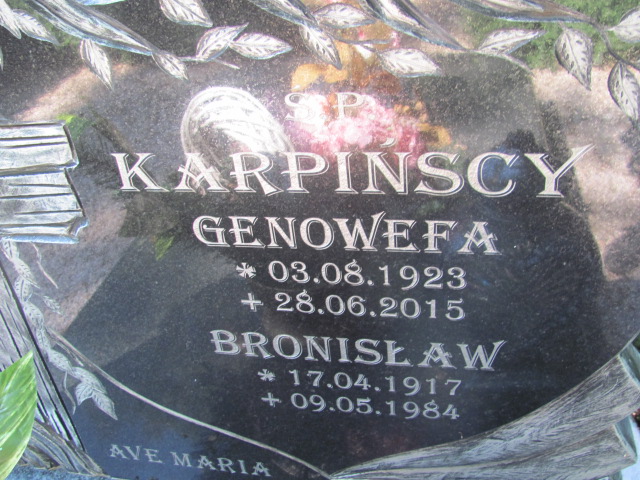 Ś.P.
KARPIŃSCY
GENOWEFA
* 03.08.1923
+ 28.06.2015
BRONISŁAW
* 17.04.1917
+ 09.05.1984
AVE MARIA